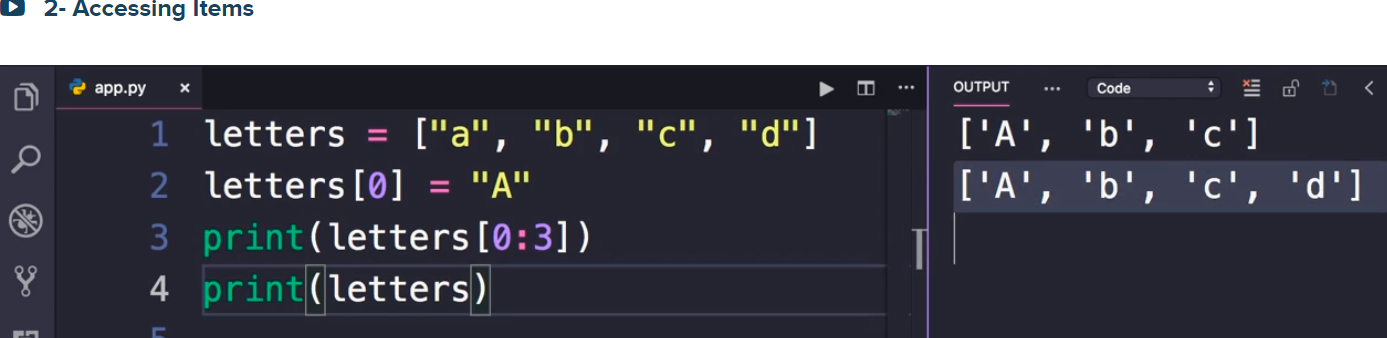 2- Accessing Items
app.py ×
OUTPUT ··· Code
1 letters = ["a", "b", "c", "d"]
2 letters[0] = "A"
3 print(letters[0:3])
4 print(letters)
5
['A', 'b', 'c']
['A', 'b', 'c', 'd']